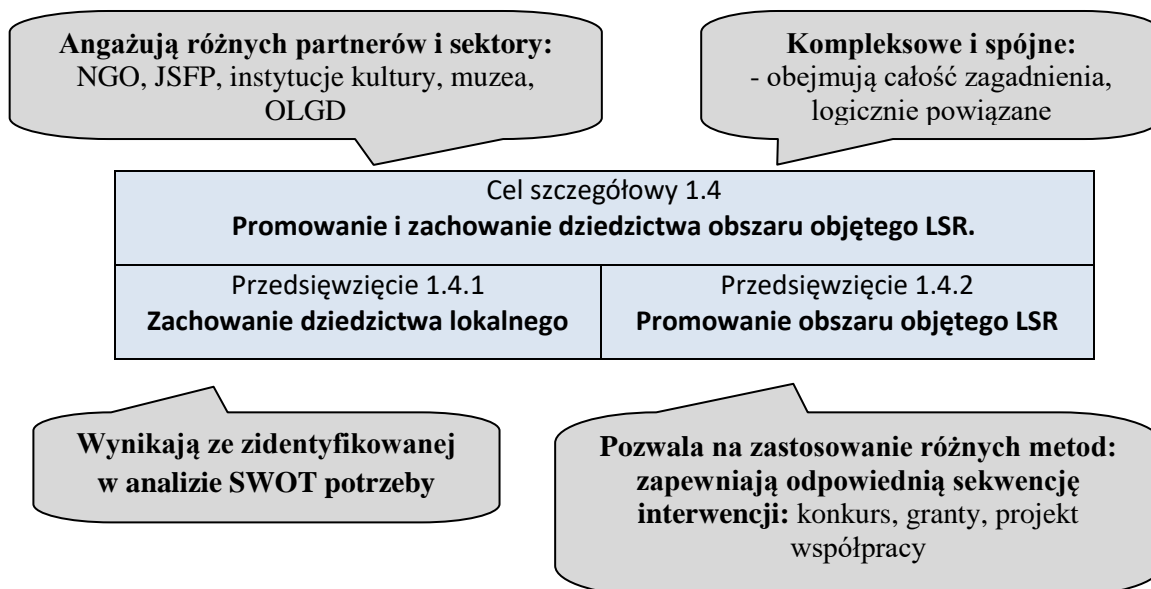 Angażują różnych partnerów i sektory:
NGO, JSFP, instytucje kultury, muzea,
OLGD
Kompleksowe i spójne:
- obejmują całość zagadnienia,
logicznie powiązane
Cel szczegółowy 1.4
Promowanie i zachowanie dziedzictwa obszaru objętego LSR.
Przedsięwzięcie 1.4.1
Zachowanie dziedzictwa lokalnego
Przedsięwzięcie 1.4.2
Promowanie obszaru objętego LSR
Wynikają ze zidentyfikowanej
w analizie SWOT potrzeby
Pozwala na zastosowanie różnych metod:
zapewniają odpowiednią sekwencję
interwencji: konkurs, granty, projekt
współpracy